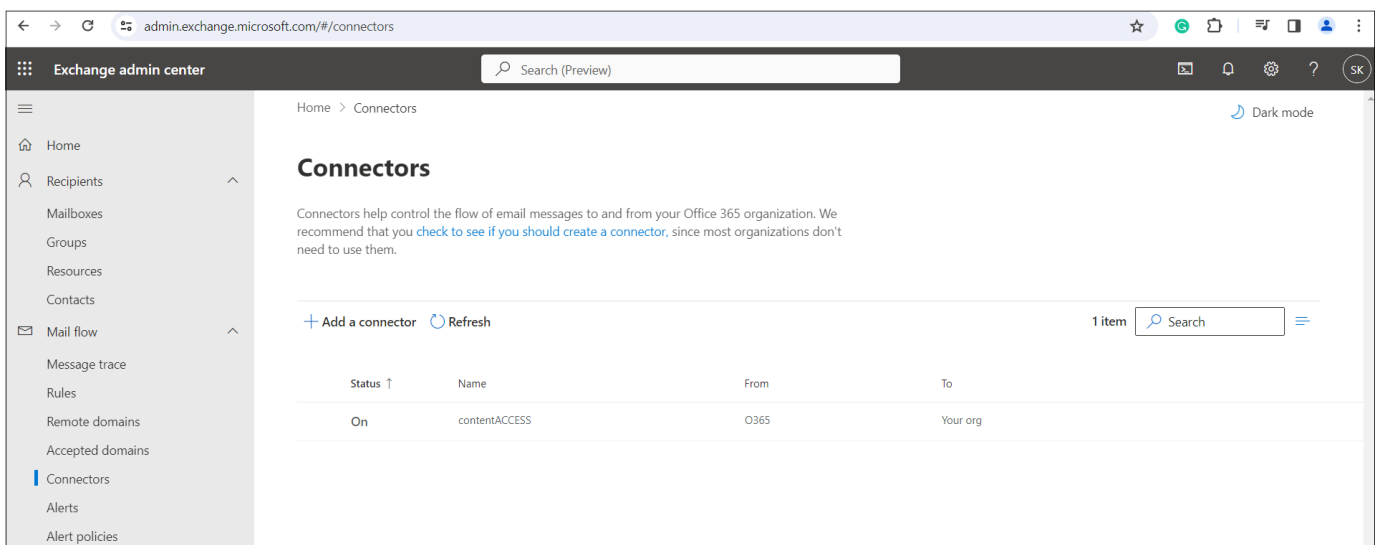 admin.exchange.microsoft.com/#/connectors
Exchange admin center
Search (Preview)
SK
Home > Connectors
Dark mode
Home
Recipients
Mailboxes
Groups
Resources
Contacts
Mail flow
Message trace
Rules
Remote domains
Accepted domains
Connectors
Alerts
Alert policies
Connectors
Connectors help control the flow of email messages to and from your Office 365 organization. We
recommend that you check to see if you should create a connector, since most organizations don't
need to use them.
+ Add a connector Refresh 1 item Search
Status ↑ Name From To
On contentACCESS O365 Your org